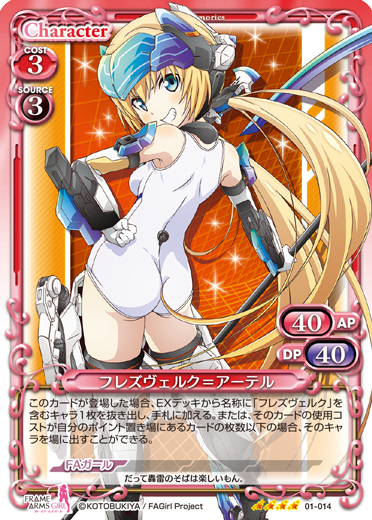 Character
COST
3
SOURCE
3
40 AP
DP 40
フレズヴェルク=アーテル
このカードが登場した場合、EXデッキから名称に「フレズヴェルク」を
含むキャラ1枚を抜き出し、手札に加える。または、そのカードの使用コ
ストが自分のポイント置き場にあるカードの枚数以下の場合、そのキャ
ラを場に出すことができる。
FAガール
だって轟雷のそばは楽しいもん。
FRAME
ARMS GIRL
©KOTOBUKIYA / FAGirl Project
01-014